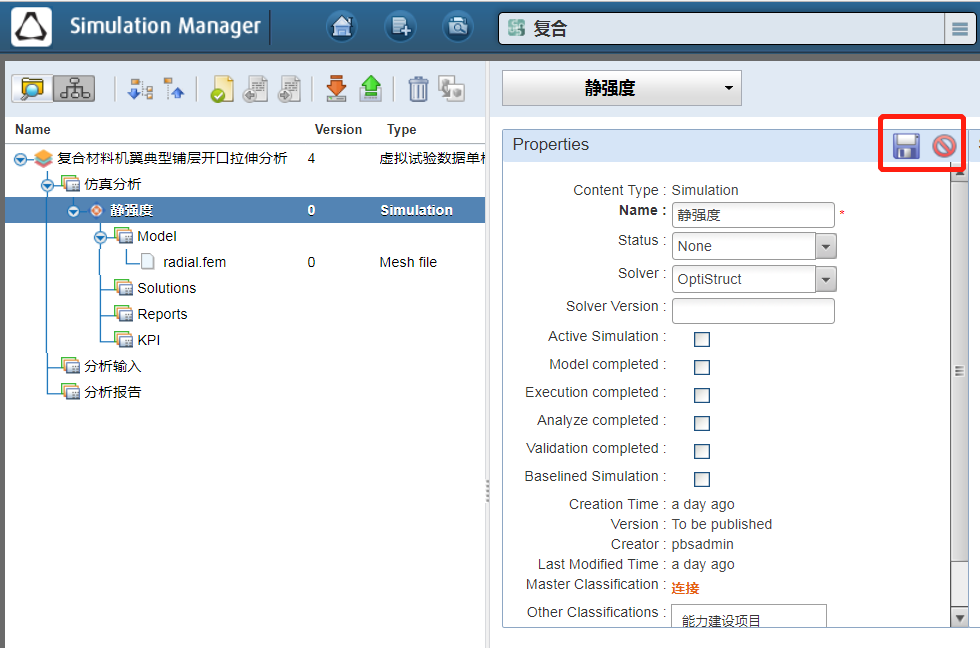 Simulation Manager
复合
静强度
Name Version Type
复合材料机翼典型铺层开口拉伸分析 4 虚拟试验数据单
仿真分析
静强度 0 Simulation
Model
radial.fem 0 Mesh file
Solutions
Reports
KPI
分析输入
分析报告
Properties
Content Type : Simulation
Name : 静强度 *
Status : None
Solver : OptiStruct
Solver Version :
Active Simulation :
Model completed :
Execution completed :
Analyze completed :
Validation completed :
Baselined Simulation :
Creation Time : a day ago
Version : To be published
Creator : pbsadmin
Last Modified Time : a day ago
Master Classification : 连接
Other Classifications : 能力建设项目